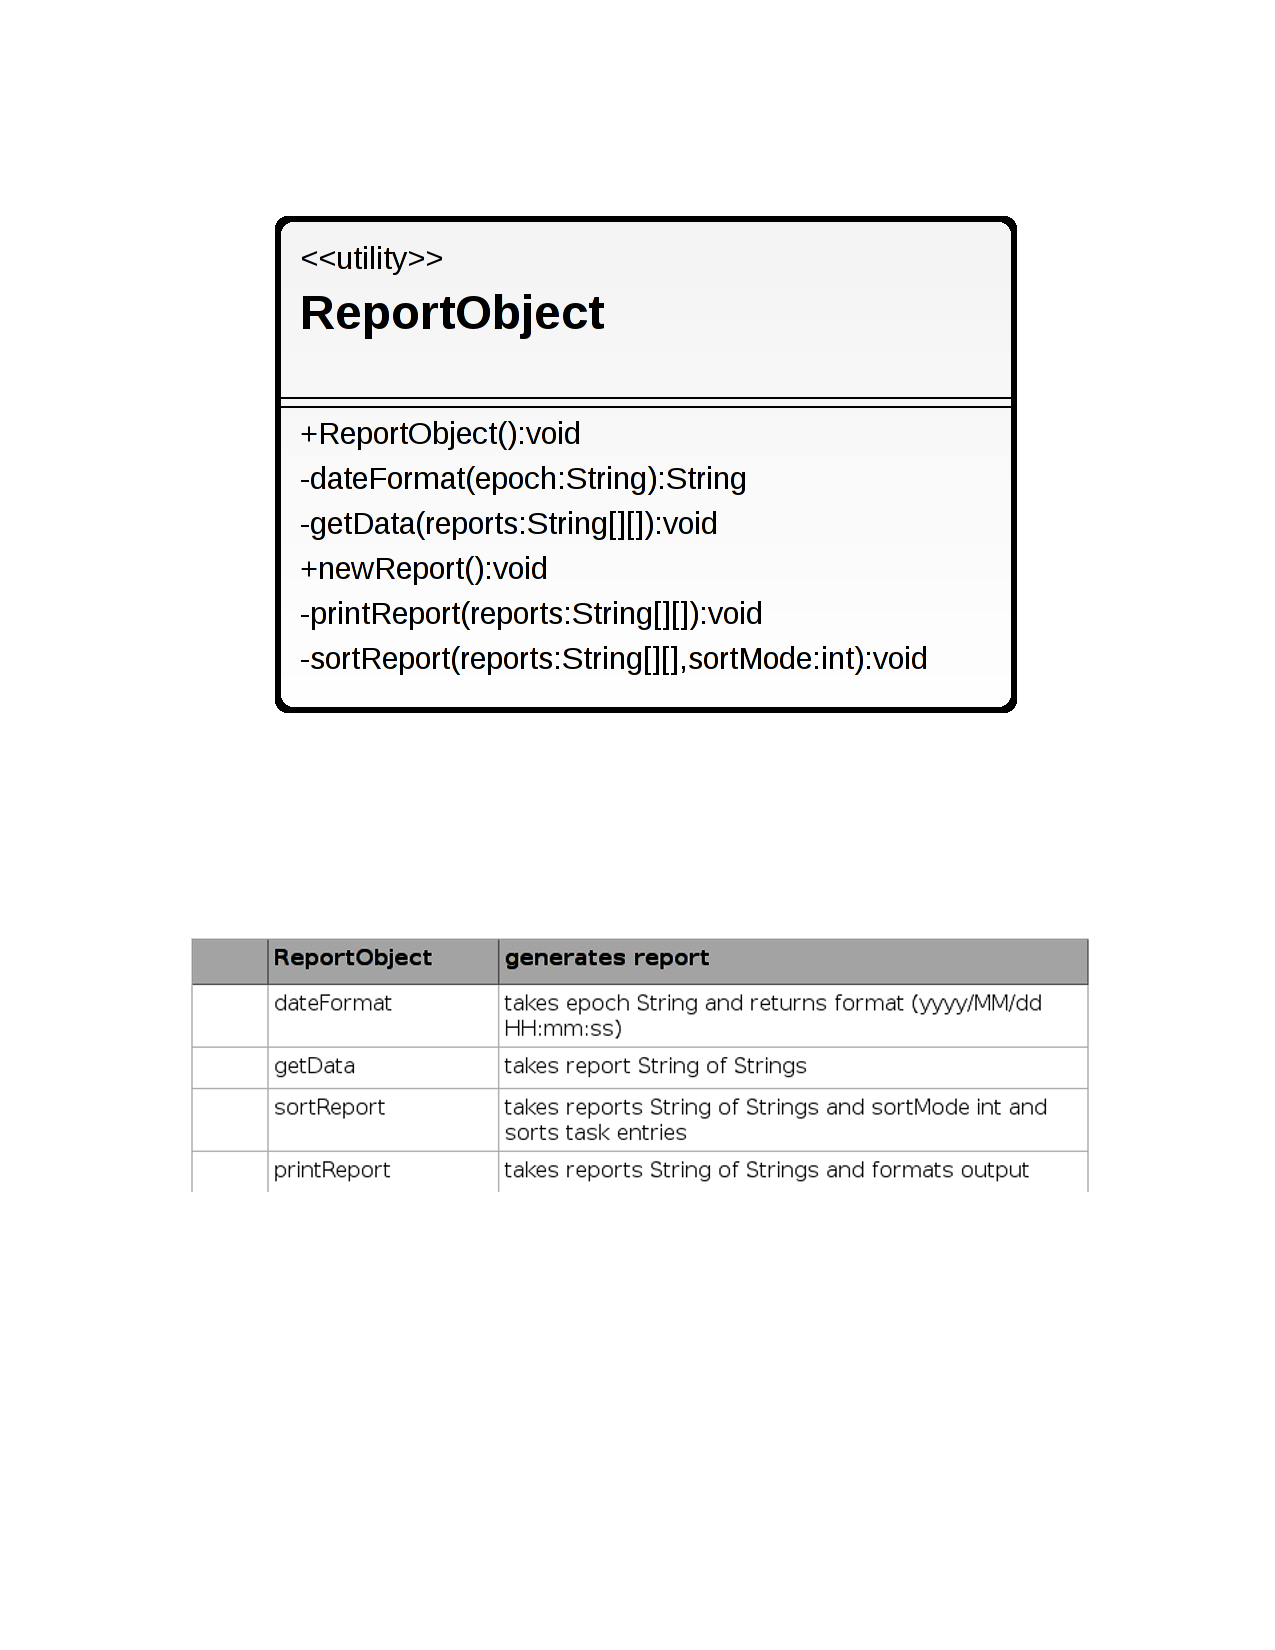 <<utility>>
ReportObject
+ReportObject():void
-dateFormat(epoch:String):String
-getData(reports:String[][]):void
+newReport():void
-printReport(reports:String[][]):void
-sortReport(reports:String[][],sortMode:int):void
ReportObject generates report
dateFormat takes epoch String and returns format (yyyy/MM/dd
HH:mm:ss)
getData takes report String of Strings
sortReport takes reports String of Strings and sortMode int and
sorts task entries
printReport takes reports String of Strings and formats output